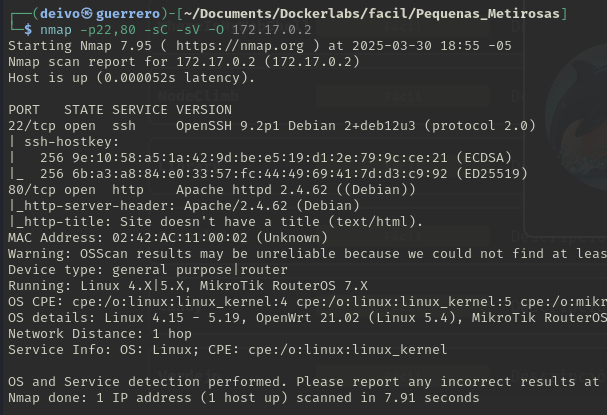 ┌──(deivo㉿guerrero)-[~/Documents/Dockerlabs/facil/Pequenas_Metirosas]
└─$ nmap -p22,80 -sC -sV -O 172.17.0.2
Starting Nmap 7.95 ( https://nmap.org ) at 2025-03-30 18:55 -05
Nmap scan report for 172.17.0.2 (172.17.0.2)
Host is up (0.000052s latency).

PORT   STATE SERVICE VERSION
22/tcp open  ssh     OpenSSH 9.2p1 Debian 2+deb12u3 (protocol 2.0)
| ssh-hostkey:
|   256 9e:10:58:a5:1a:42:9d:be:e5:19:d1:2e:79:9c:ce:21 (ECDSA)
|_  256 6b:a3:a8:84:e0:33:57:fc:44:49:69:41:7d:d3:c9:92 (ED25519)
80/tcp open  http    Apache httpd 2.4.62 ((Debian))
|_http-server-header: Apache/2.4.62 (Debian)
|_http-title: Site doesn't have a title (text/html).
MAC Address: 02:42:AC:11:00:02 (Unknown)
Warning: OSScan results may be unreliable because we could not find at leas
Device type: general purpose|router
Running: Linux 4.X|5.X, MikroTik RouterOS 7.X
OS CPE: cpe:/o:linux:linux_kernel:4 cpe:/o:linux:linux_kernel:5 cpe:/o:mikr
OS details: Linux 4.15 - 5.19, OpenWrt 21.02 (Linux 5.4), MikroTik RouterOS
Network Distance: 1 hop
Service Info: OS: Linux; CPE: cpe:/o:linux:linux_kernel

OS and Service detection performed. Please report any incorrect results at
Nmap done: 1 IP address (1 host up) scanned in 7.91 seconds